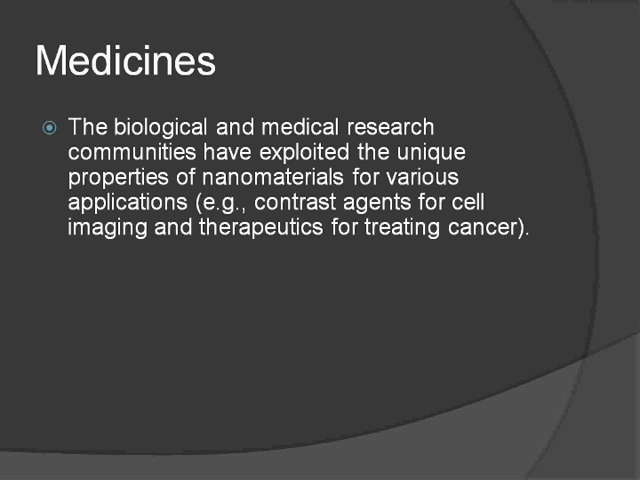 Medicines
The biological and medical research
communities have exploited the unique
properties of nanomaterials for various
applications (e.g., contrast agents for cell
imaging and therapeutics for treating cancer).